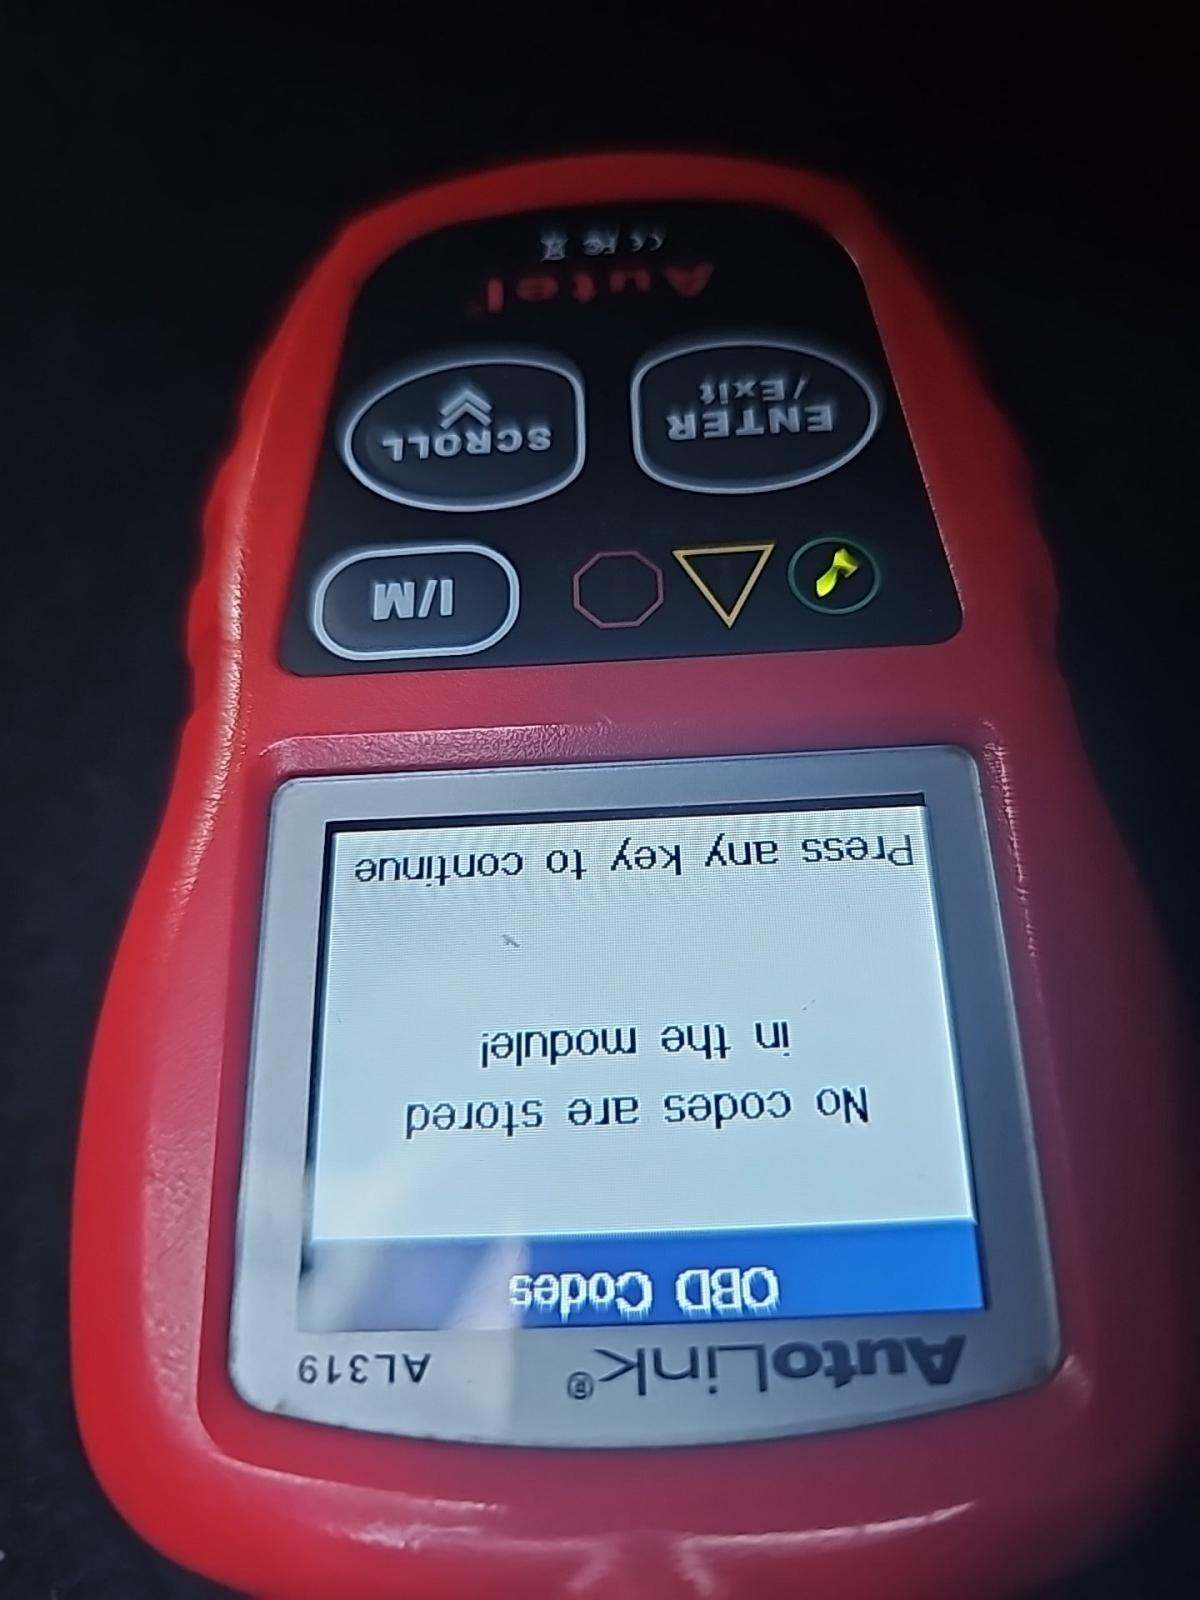 AutoLink® AL319
OBD Codes
No codes are stored
in the module!
Press any key to continue
I/M
ENTER
/Exit
SCROLL
Autel®